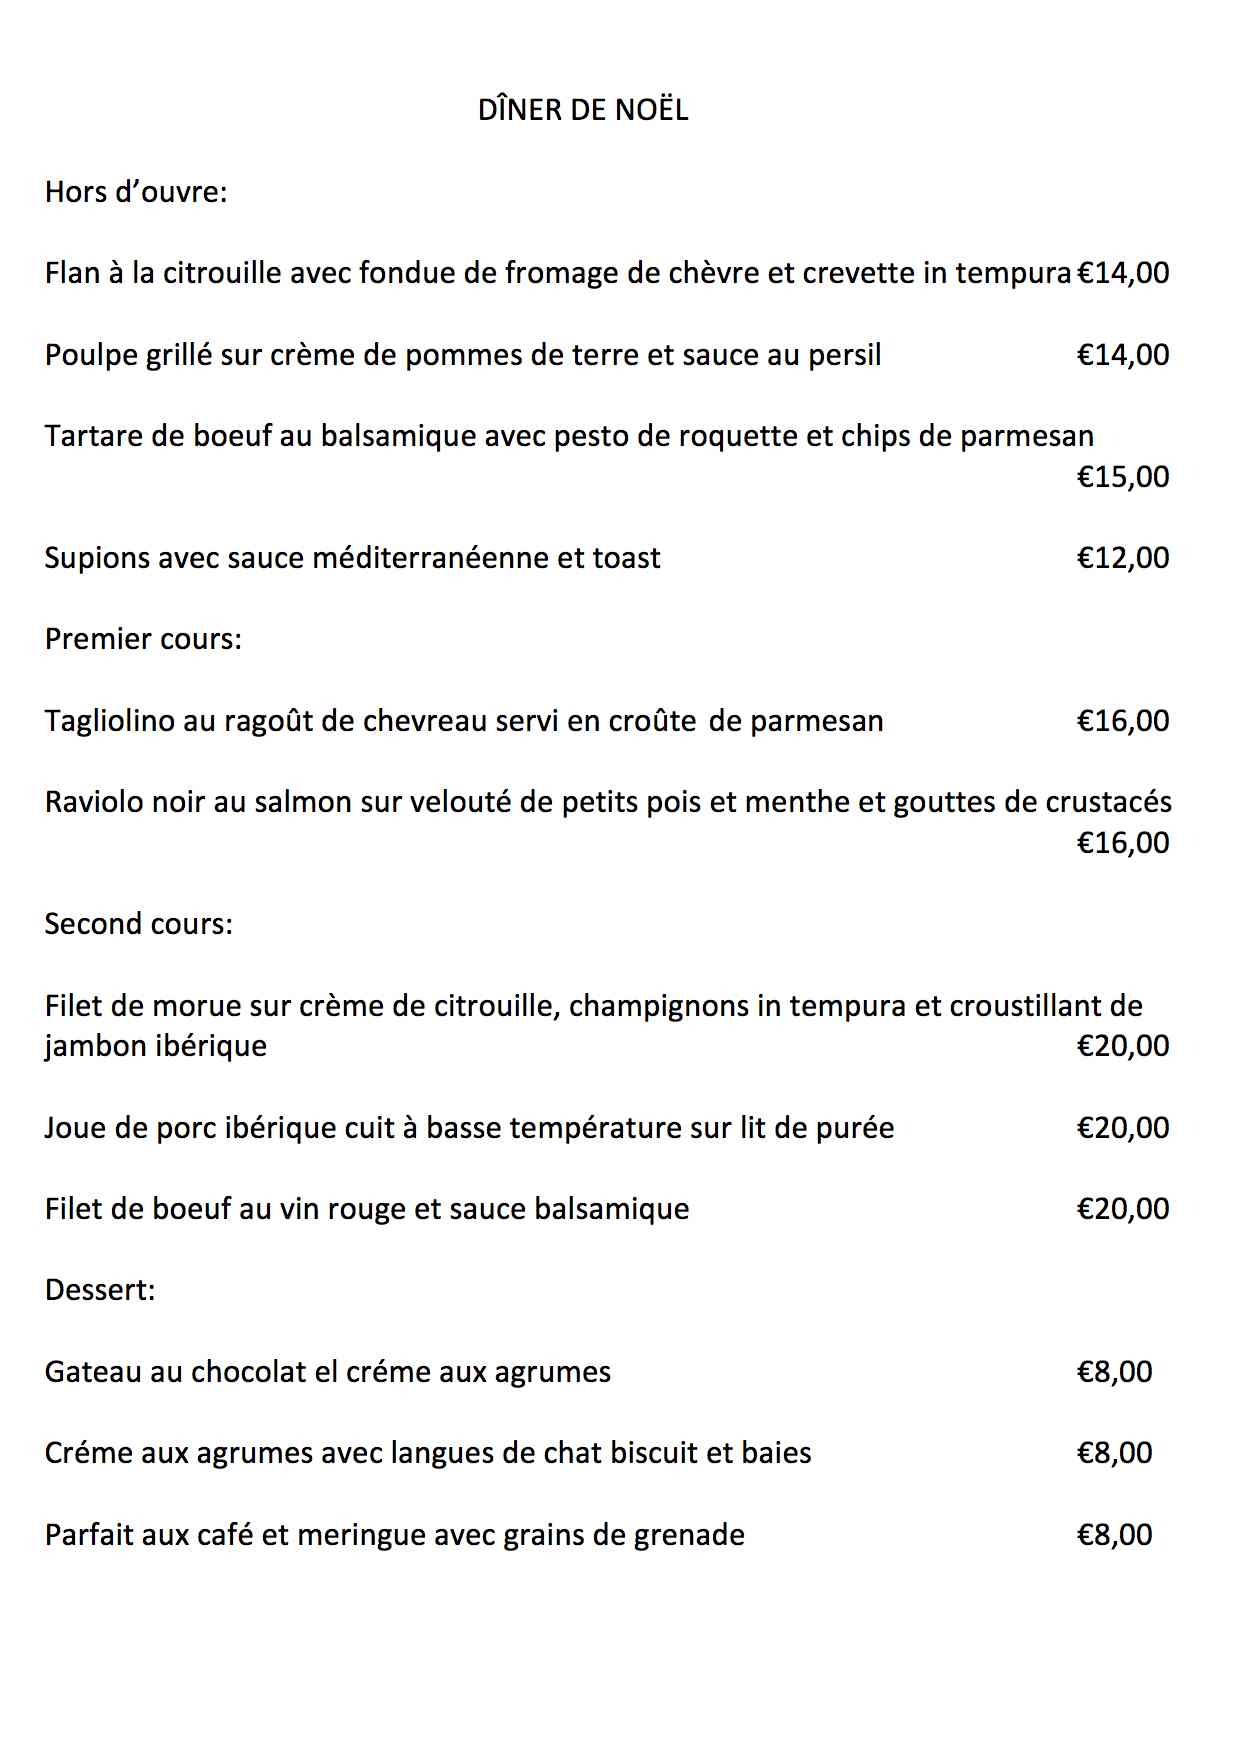 DÎNER DE NOËL
Hors d’ouvre:
Flan à la citrouille avec fondue de fromage de chèvre et crevette in tempura €14,00
Poulpe grillé sur crème de pommes de terre et sauce au persil €14,00
Tartare de boeuf au balsamique avec pesto de roquette et chips de parmesan
€15,00
Supions avec sauce méditerranéenne et toast €12,00
Premier cours:
Tagliolino au ragoût de chevreau servi en croûte de parmesan €16,00
Raviolo noir au salmon sur velouté de petits pois et menthe et gouttes de crustacés
€16,00
Second cours:
Filet de morue sur crème de citrouille, champignons in tempura et croustillant de
jambon ibérique €20,00
Joue de porc ibérique cuit à basse température sur lit de purée €20,00
Filet de boeuf au vin rouge et sauce balsamique €20,00
Dessert:
Gateau au chocolat el créme aux agrumes €8,00
Créme aux agrumes avec langues de chat biscuit et baies €8,00
Parfait aux café et meringue avec grains de grenade €8,00